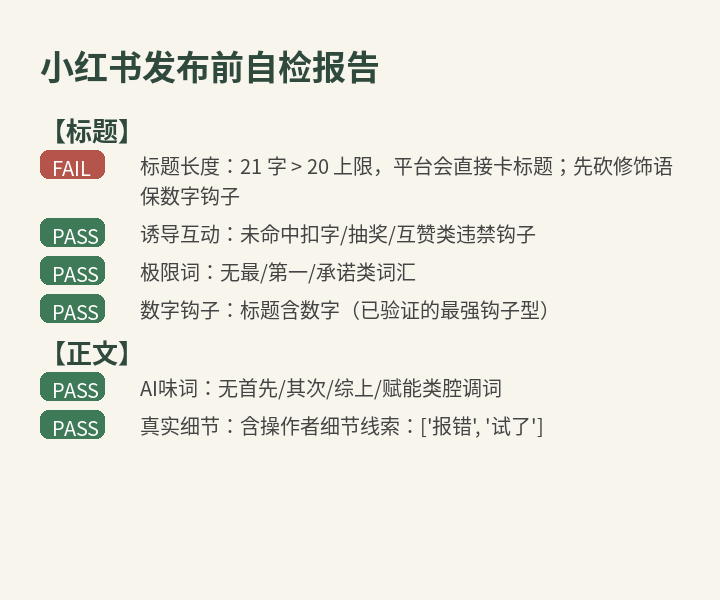 小红书发布前自检报告
【标题】
FAIL 标题长度：21 字 > 20 上限，平台会直接卡标题；先砍修饰语
保数字钩子
PASS 诱导互动：未命中扣字/抽奖/互赞类违禁钩子
PASS 极限词：无最/第一/承诺类词汇
PASS 数字钩子：标题含数字（已验证的最强钩子型）
【正文】
PASS AI味词：无首先/其次/综上/赋能类腔调词
PASS 真实细节：含操作者细节线索：['报错', '试了']